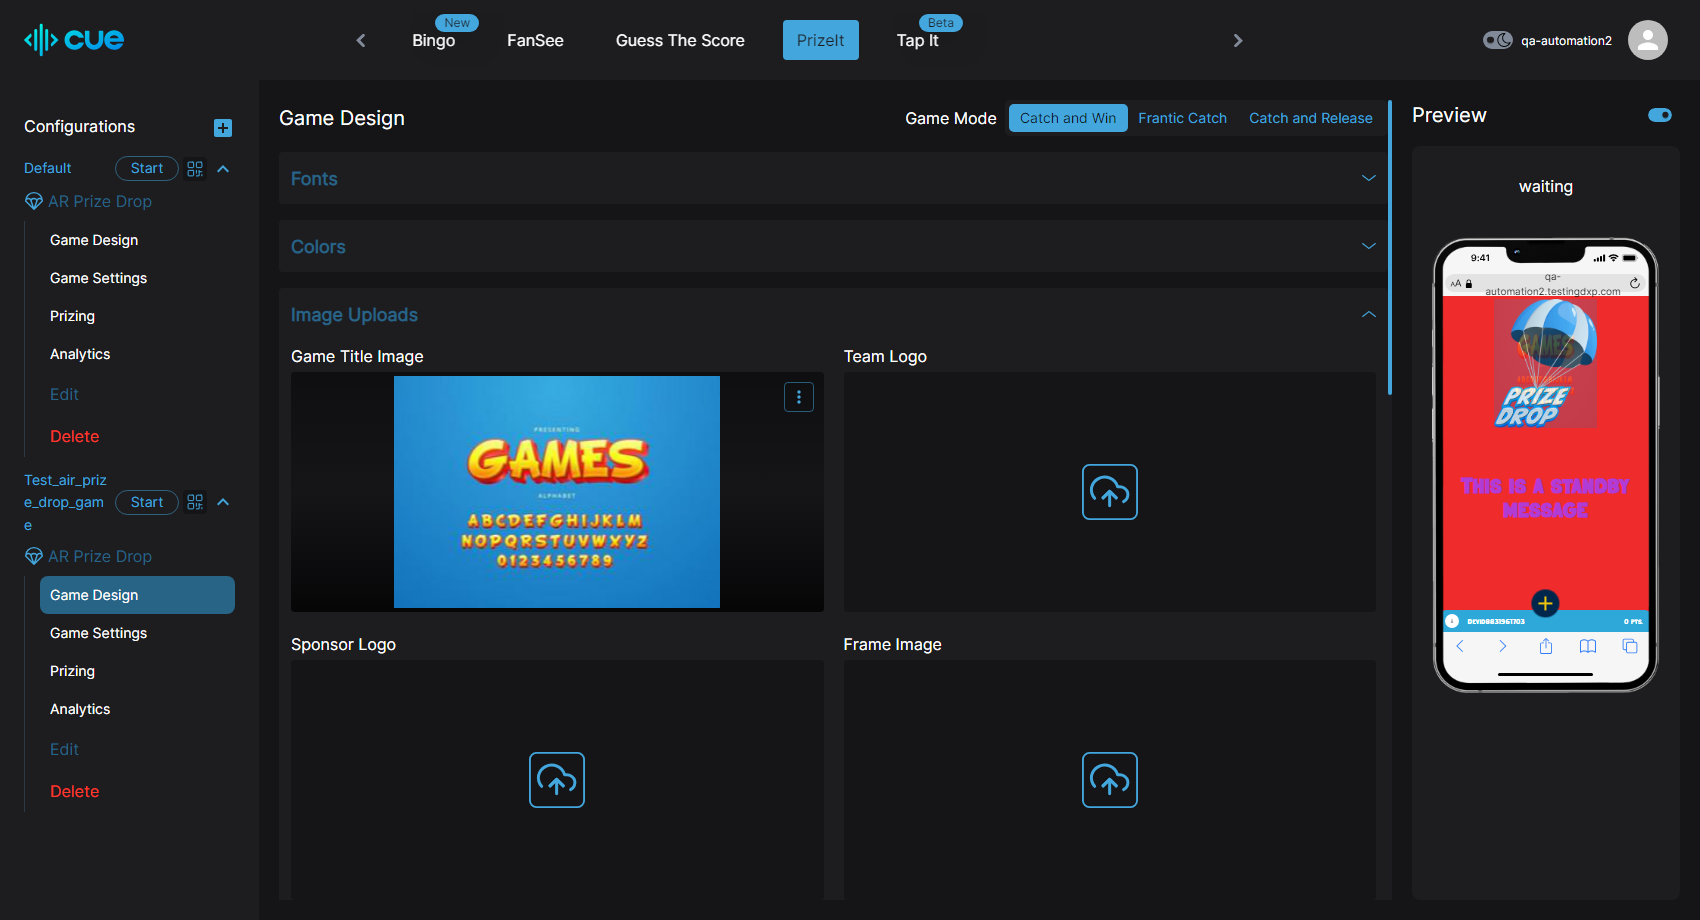 cue
New
Beta
Bingo
FanSee
Guess The Score
PrizeIt
Tap It
qa-automation2
Configurations
Default
Start
AR Prize Drop
Game Design
Game Settings
Prizing
Analytics
Edit
Delete
Test_air_priz
e_drop_gam
e
Start
AR Prize Drop
Game Design
Game Settings
Prizing
Analytics
Edit
Delete
Game Design
Game Mode
Catch and Win
Frantic Catch
Catch and Release
Fonts
Colors
Image Uploads
Game Title Image
PRESENTING
GAMES
ALPHABET
ABCDEFGHIJKLM
NOPQRSTUVWXYZ
0123456789
Team Logo
Sponsor Logo
Frame Image
Preview
waiting
9:41
AA
qa-
automation2.testingdxp.com
GAMES
PRIZE
DROP
THIS IS A STANDBY
MESSAGE
0 PTS.